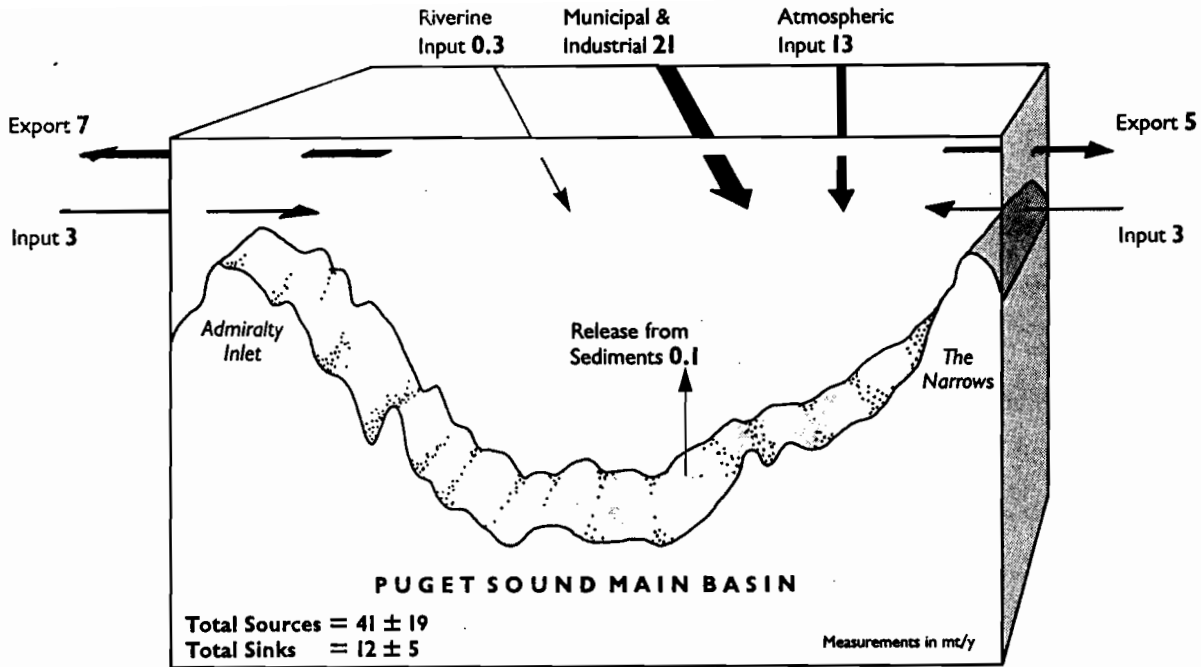 Riverine
Input 0.3
Municipal &
Industrial 21
Atmospheric
Input 13
Export 7
Export 5
Input 3
Input 3
Admiralty
Inlet
Release from
Sediments 0.1
The
Narrows
PUGET SOUND MAIN BASIN
Total Sources = 41 ± 19
Total Sinks = 12 ± 5
Measurements in mt/y